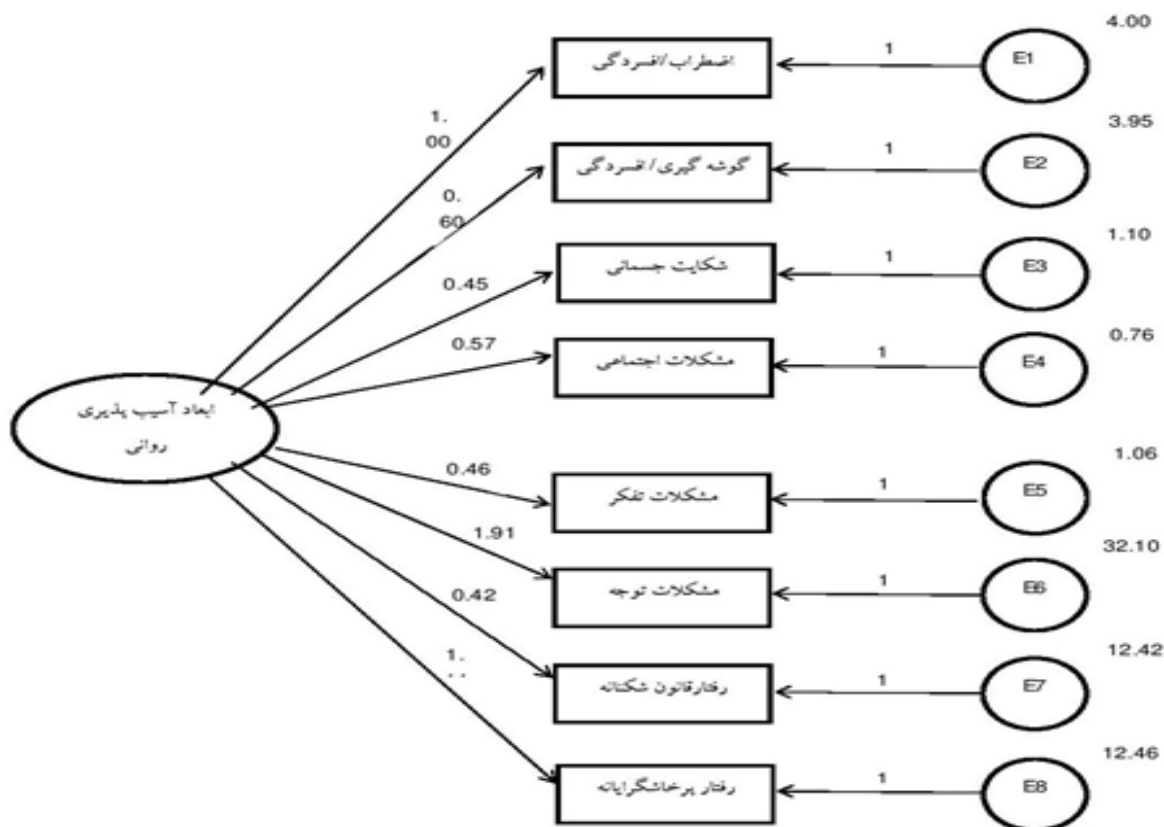 4.00
اضطراب/افسردگی
1
E1
1.
00
3.95
گوشه گیری/افسردگی
1
E2
0.
60
1.10
شکایت جسمانی
1
E3
0.45
0.76
مشکلات اجتماعی
1
E4
0.57
ابعاد آسیب پذیری
روانی
1.06
مشکلات تفکر
1
E5
0.46
32.10
مشکلات توجه
1
E6
1.91
12.42
رفتارقانون شکنانه
1
E7
0.42
12.46
رفتار پرخاشگرایانه
1
E8
1.